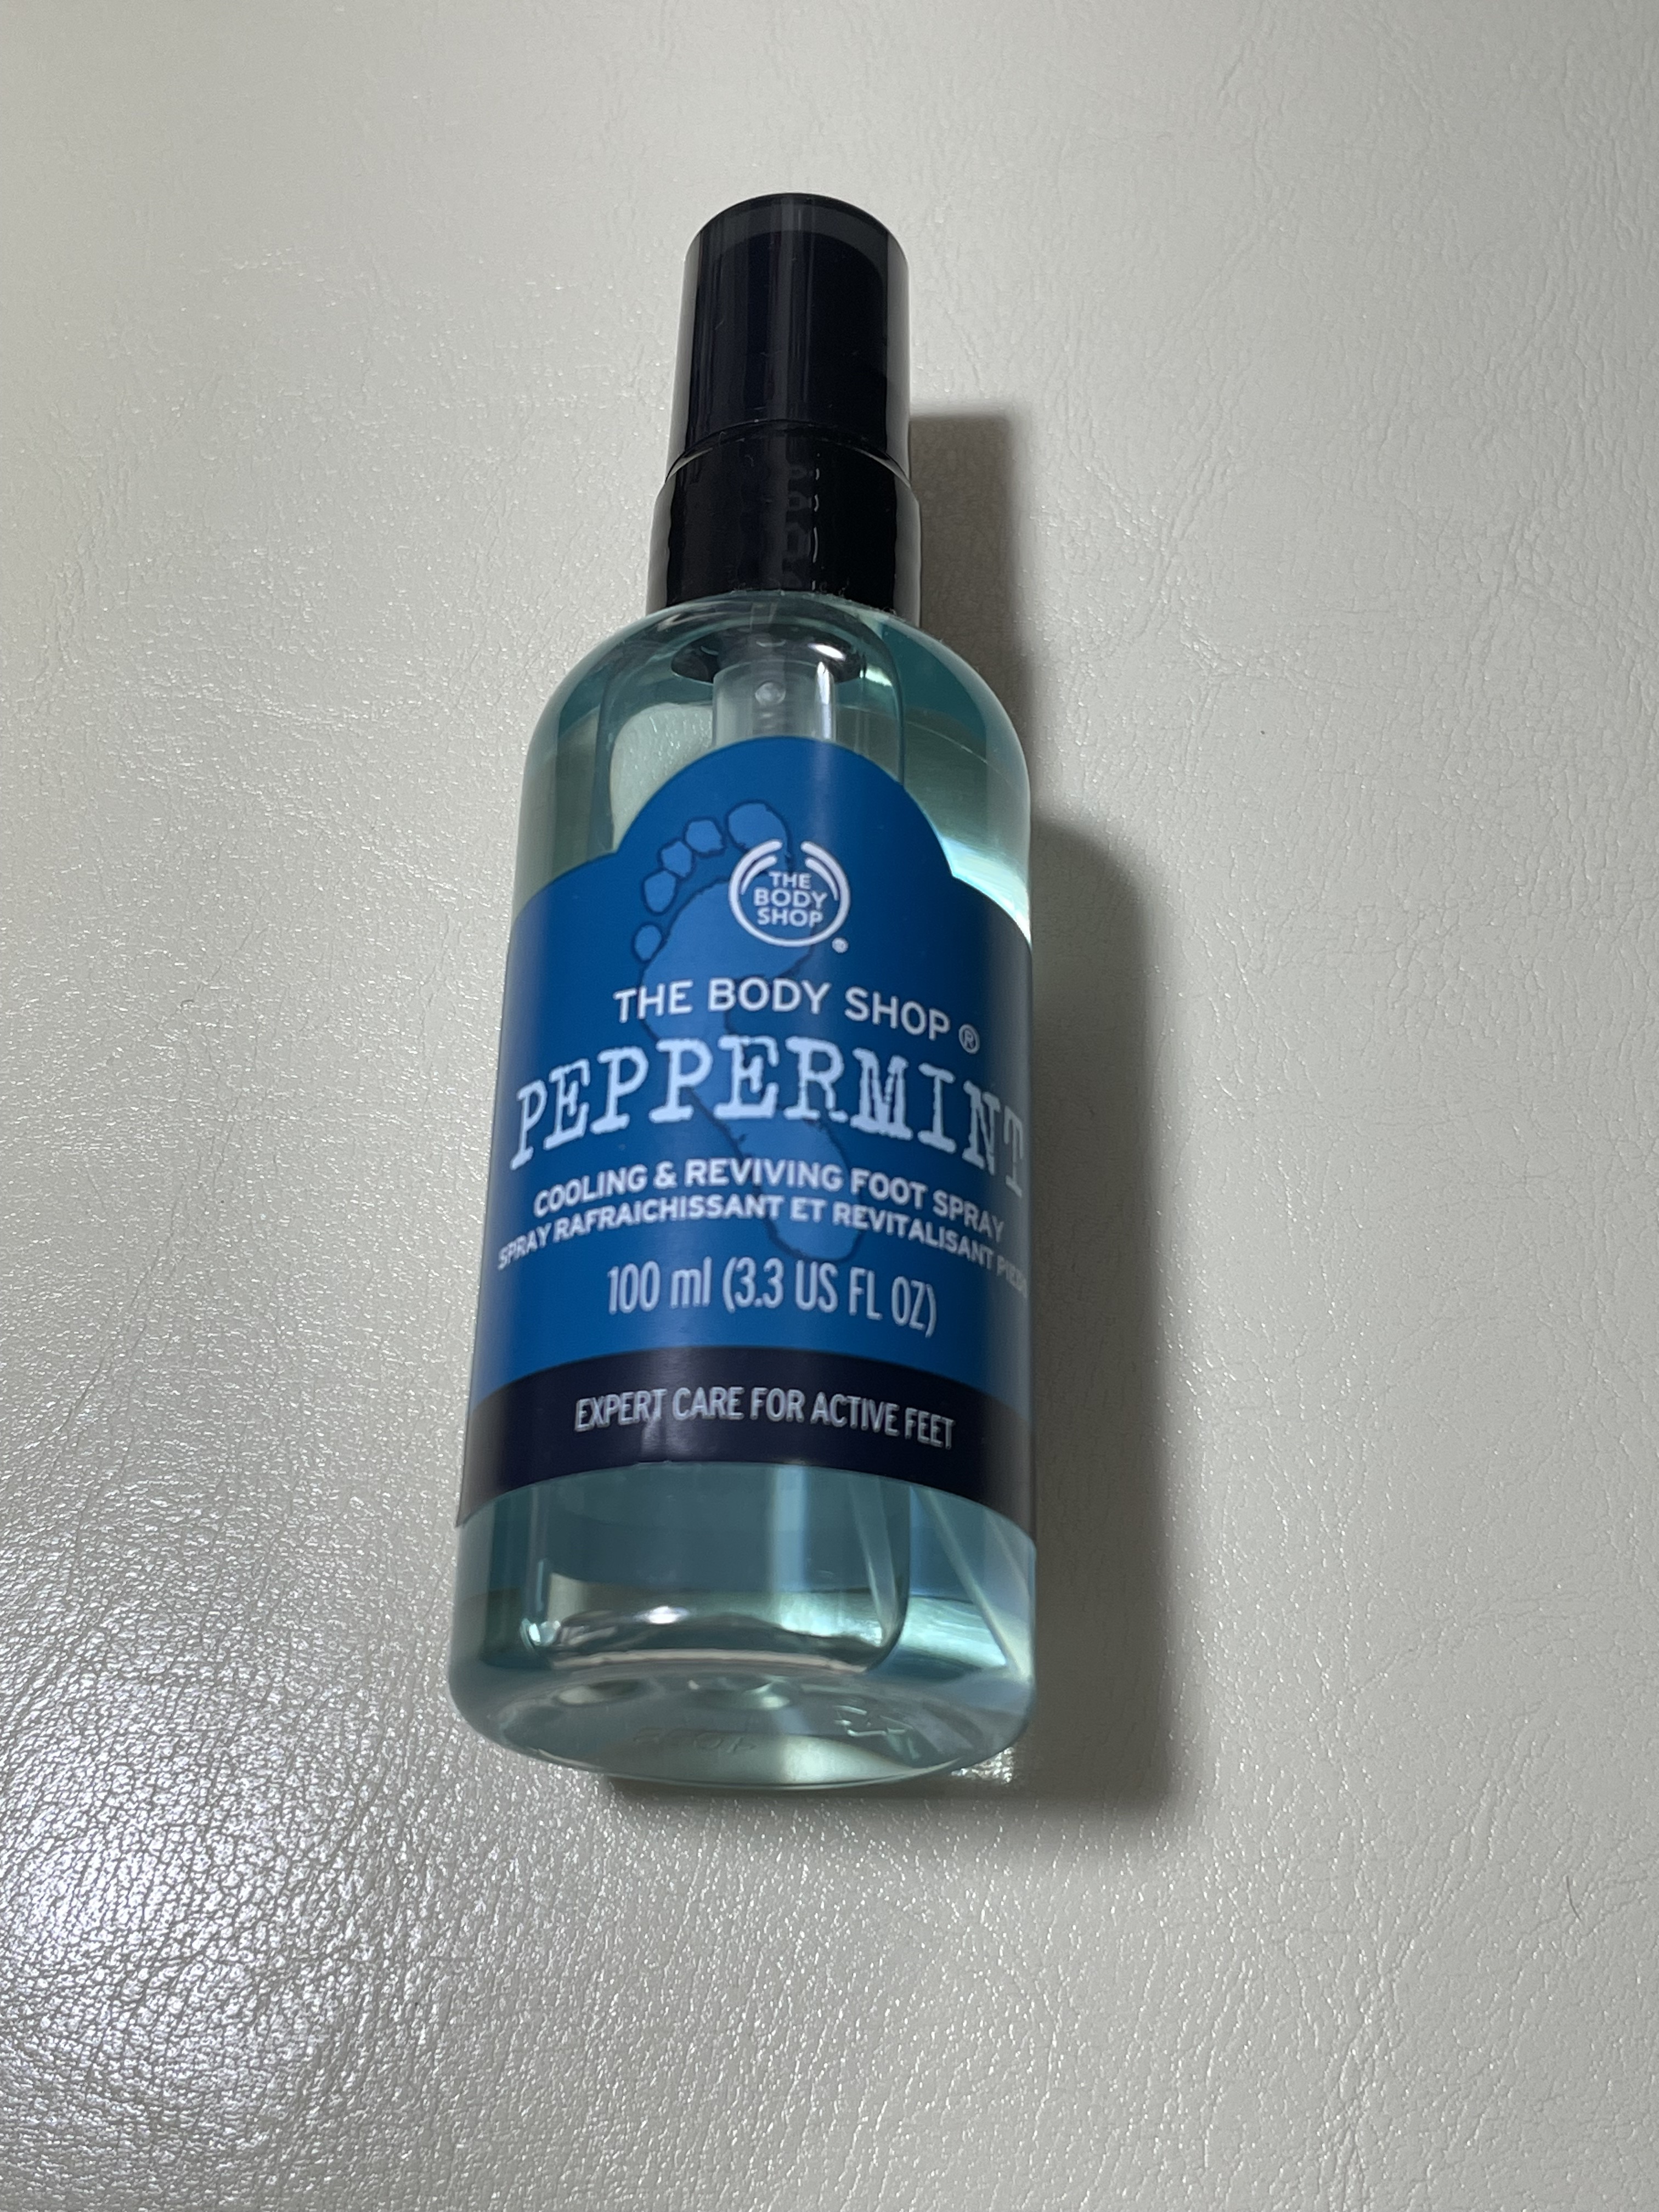 THE
BODY
SHOP
®
THE BODY SHOP ®
PEPPERMINT
COOLING & REVIVING FOOT SPRAY
SPRAY RAFRAICHISSANT ET REVITALISANT PIEDS
100 ml (3.3 US FL OZ)
EXPERT CARE FOR ACTIVE FEET